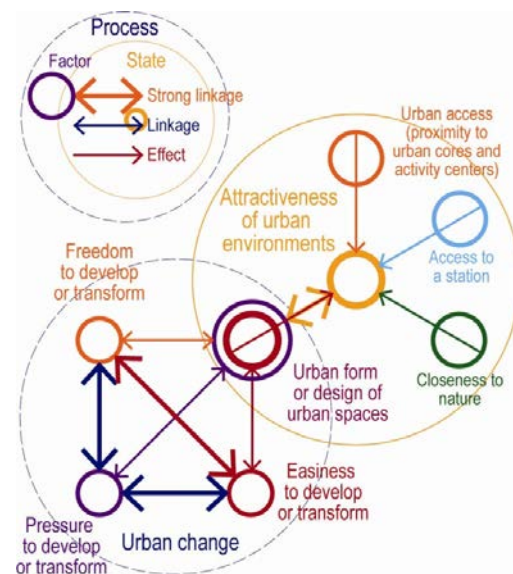 Process
Factor
State
Strong linkage
Linkage
Effect
Urban access
(proximity to
urban cores and
activity centers)
Attractiveness
of urban
environments
Access to
a station
Freedom
to develop
or transform
Urban form
or design of
urban spaces
Closeness to
nature
Easiness
to develop
or transform
Pressure
to develop
or transform
Urban change